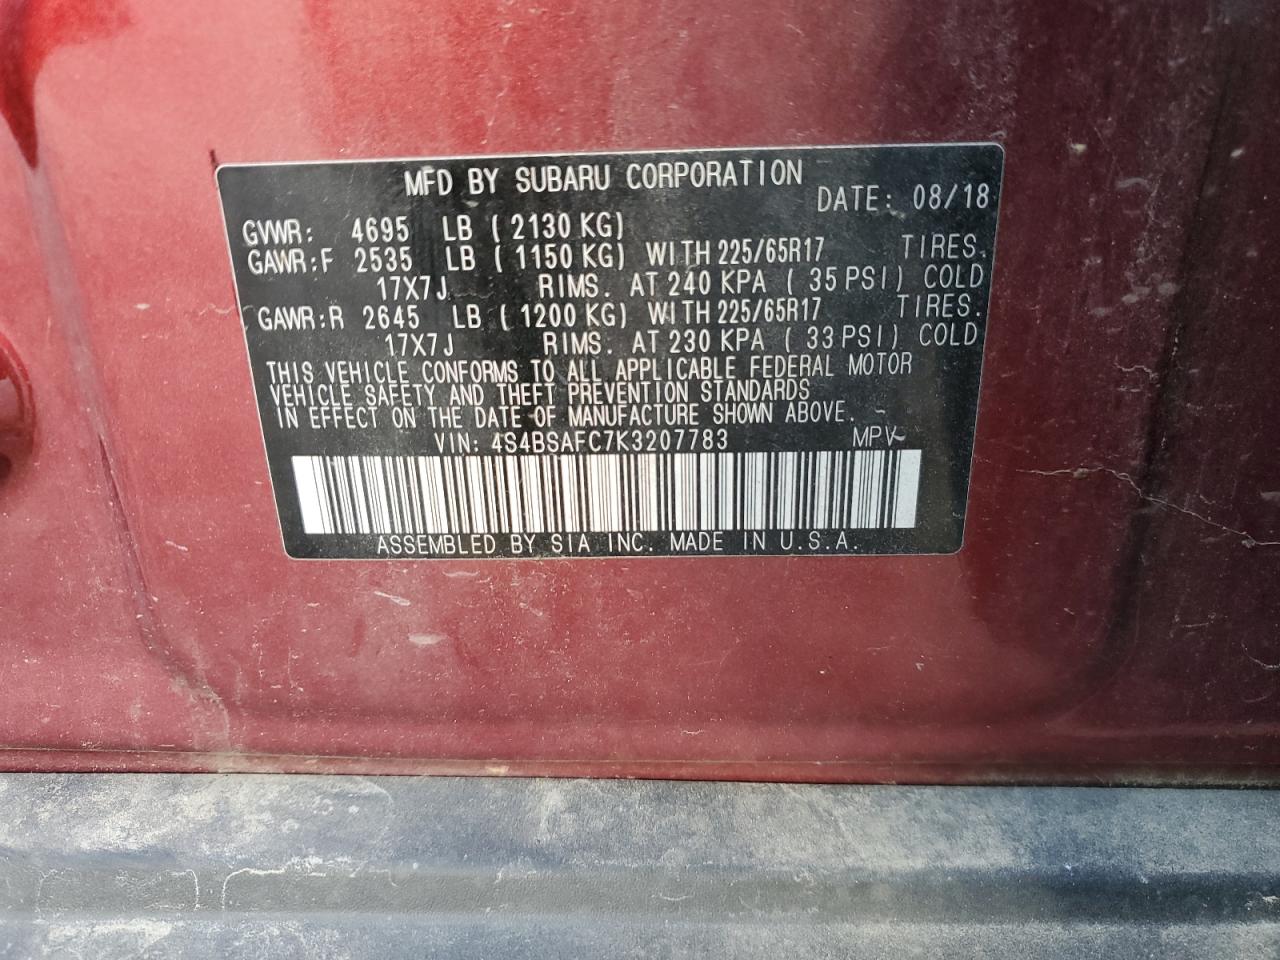 MFD BY SUBARU CORPORATION
DATE: 08/18
GVWR: 4695 LB ( 2130 KG)
GAWR:F 2535 LB ( 1150 KG) WITH 225/65R17 TIRES.
17X7J RIMS. AT 240 KPA ( 35 PSI) COLD
GAWR:R 2645 LB ( 1200 KG) WITH 225/65R17 TIRES.
17X7J RIMS. AT 230 KPA ( 33 PSI) COLD
THIS VEHICLE CONFORMS TO ALL APPLICABLE FEDERAL MOTOR
VEHICLE SAFETY AND THEFT PREVENTION STANDARDS
IN EFFECT ON THE DATE OF MANUFACTURE SHOWN ABOVE.
VIN: 4S4BSAFC7K3207783 MPV
ASSEMBLED BY SIA INC. MADE IN U.S.A.